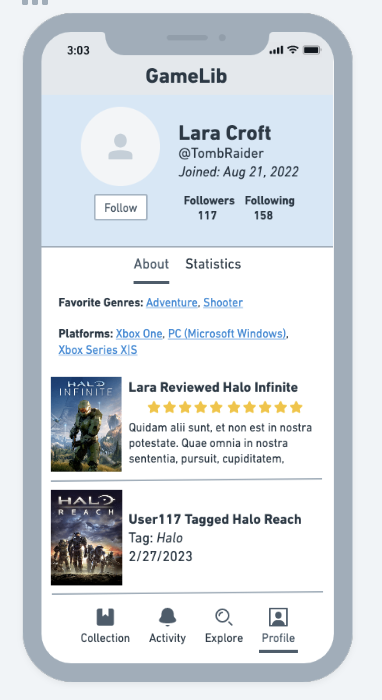 3:03
GameLib
Lara Croft
@TombRaider
Joined: Aug 21, 2022
Follow
Followers Following
117 158
About Statistics
Favorite Genres: Adventure, Shooter
Platforms: Xbox One, PC (Microsoft Windows),
Xbox Series X|S
HALO
INFINITE
Lara Reviewed Halo Infinite
Quidam alii sunt, et non est in nostra
potestate. Quae omnia in nostra
sententia, pursuit, cupiditatem,
HALO
REACH
User117 Tagged Halo Reach
Tag: Halo
2/27/2023
Collection Activity Explore Profile